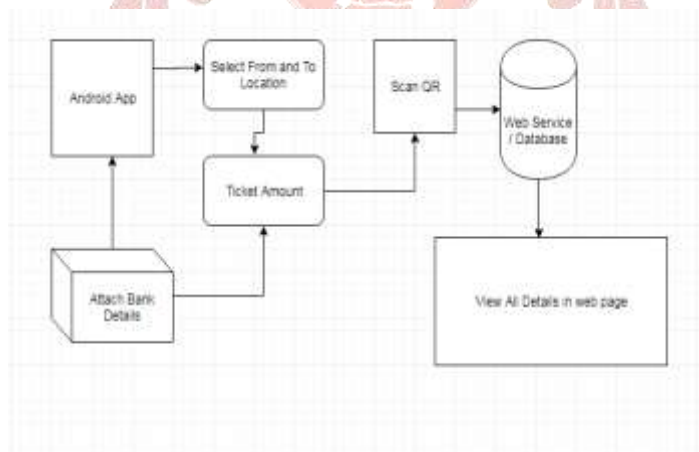 Android App
Select From and To
Location
Scan QR
Web Service
/ Database
Ticket Amount
Attach Bank
Details
View All Details in web page